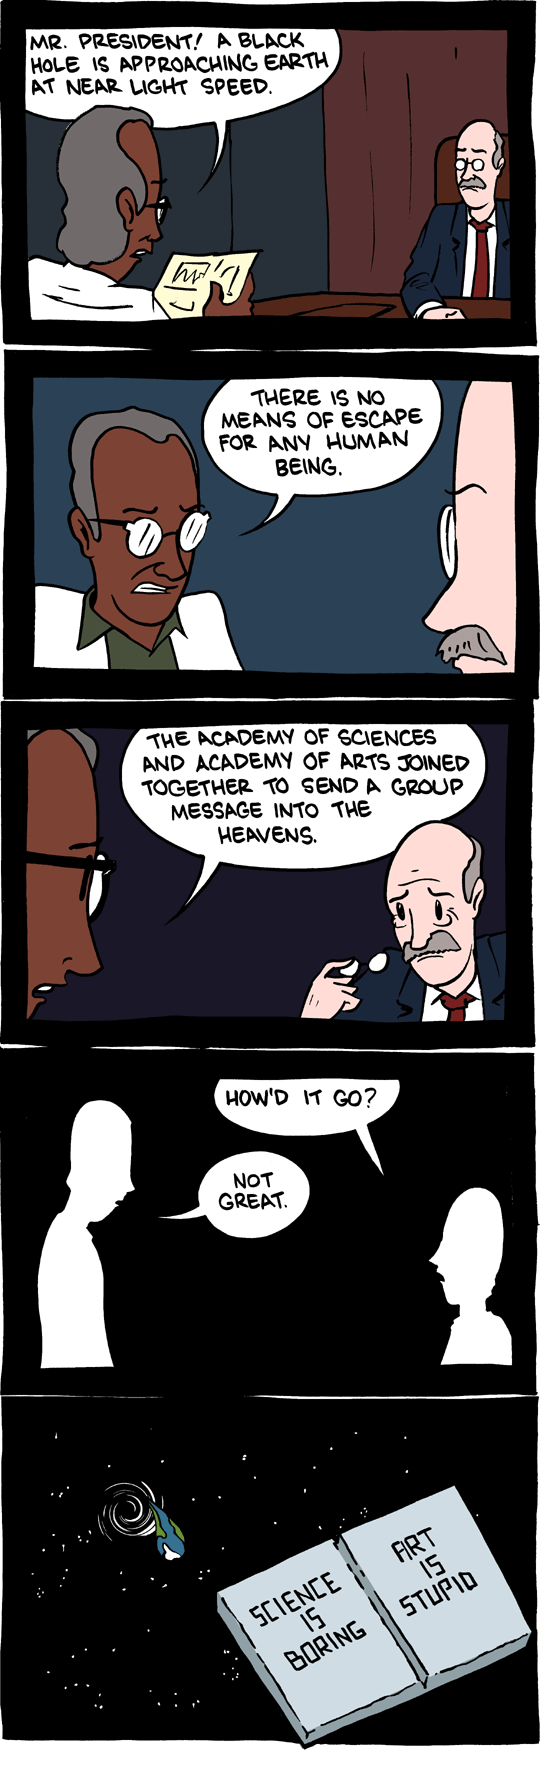 MR. PRESIDENT! A BLACK
HOLE IS APPROACHING EARTH
AT NEAR LIGHT SPEED.
THERE IS NO
MEANS OF ESCAPE
FOR ANY HUMAN
BEING.
THE ACADEMY OF SCIENCES
AND ACADEMY OF ARTS JOINED
TOGETHER TO SEND A GROUP
MESSAGE INTO THE
HEAVENS.
HOW'D IT GO?
NOT
GREAT.
SCIENCE
IS
BORING
ART
IS
STUPID